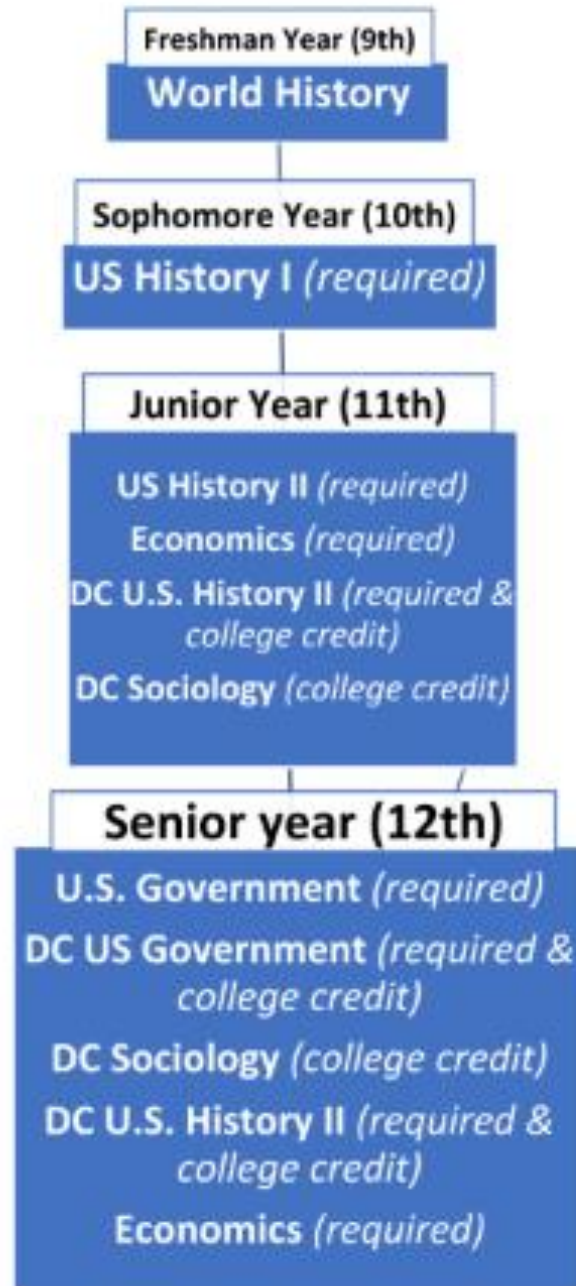 Freshman Year (9th)
World History
Sophomore Year (10th)
US History I (required)
Junior Year (11th)
US History II (required)
Economics (required)
DC U.S. History II (required &
college credit)
DC Sociology (college credit)
Senior year (12th)
U.S. Government (required)
DC US Government (required &
college credit)
DC Sociology (college credit)
DC U.S. History II (required &
college credit)
Economics (required)